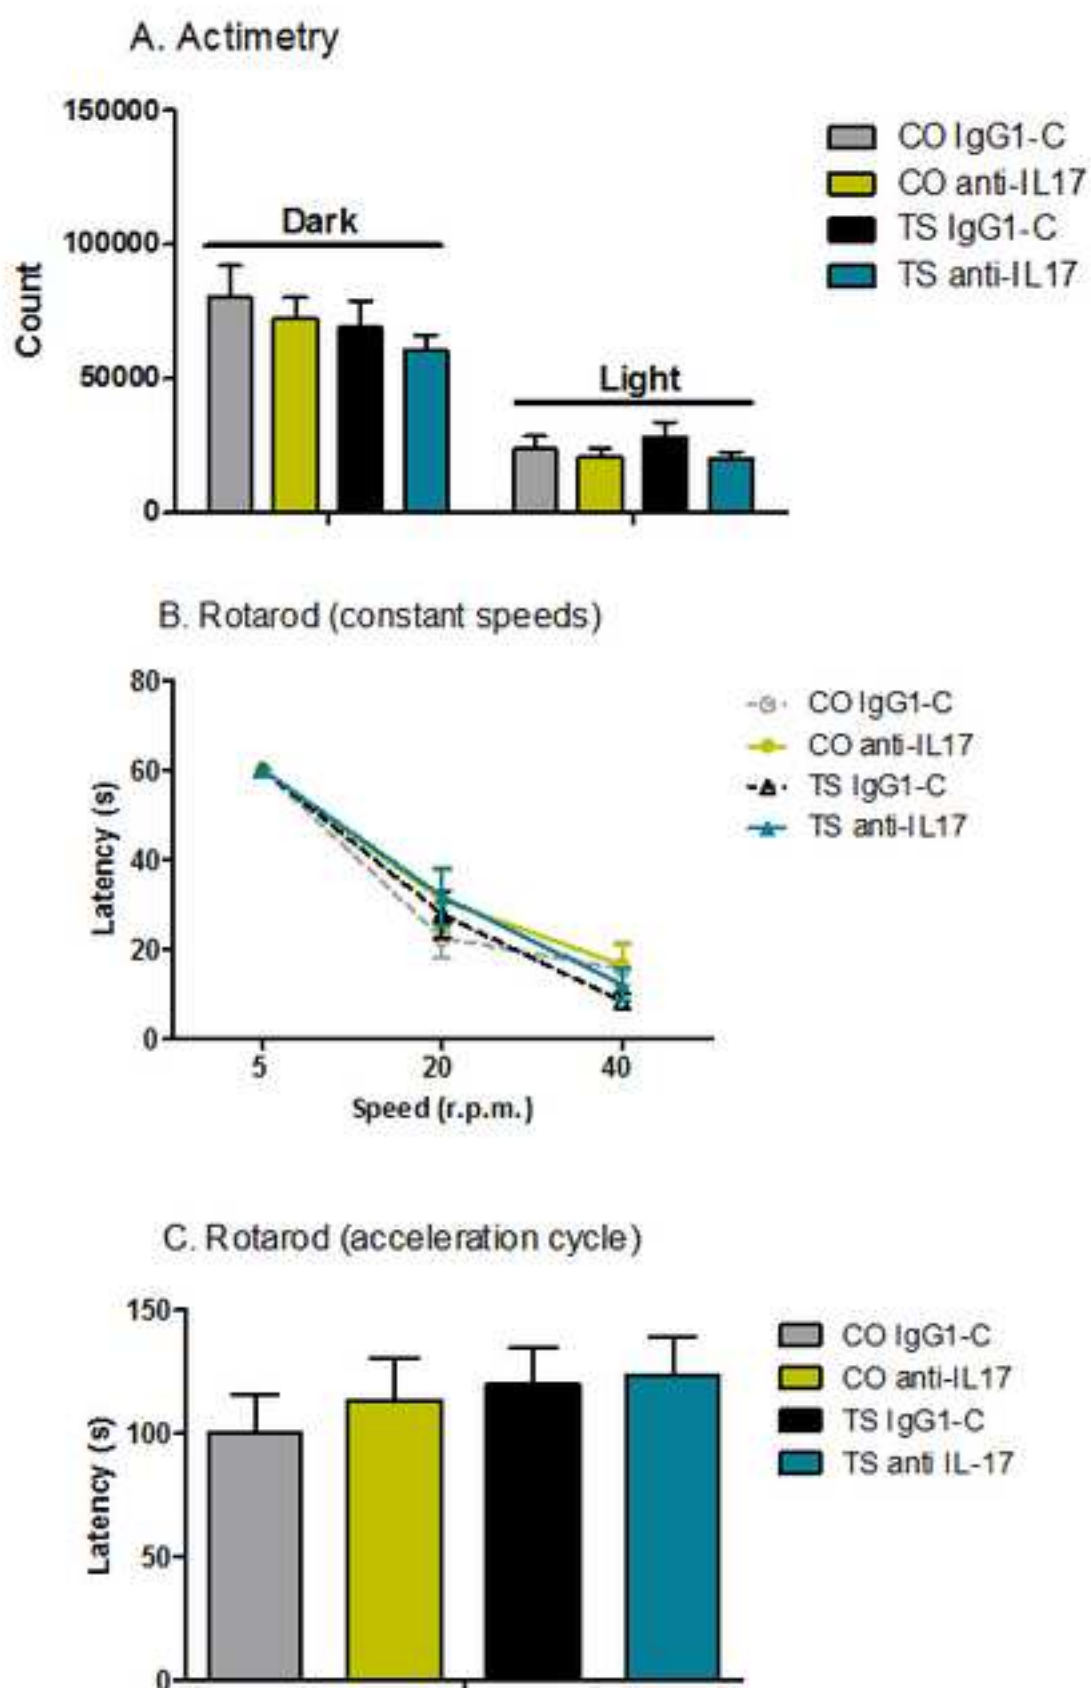 A. Actimetry
150000
100000
50000
0
Count
Dark
Light
CO IgG1-C
CO anti-IL17
TS IgG1-C
TS anti-IL17
B. Rotarod (constant speeds)
80
60
40
20
0
Latency (s)
5 20 40
Speed (r.p.m.)
CO IgG1-C
CO anti-IL17
TS IgG1-C
TS anti-IL17
C. Rotarod (acceleration cycle)
150
100
50
0
Latency (s)
CO IgG1-C
CO anti-IL17
TS IgG1-C
TS anti IL-17